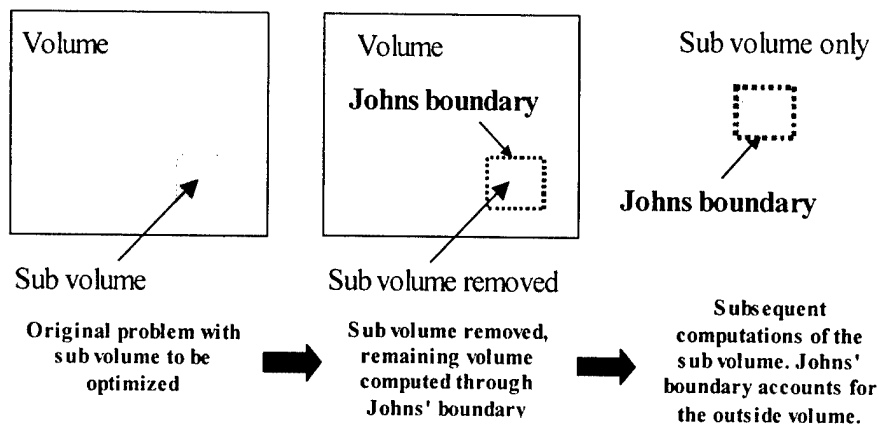 Volume
Sub volume
Original problem with
sub volume to be
optimized
Volume
Johns boundary
Sub volume removed
Sub volume removed,
remaining volume
computed through
Johns' boundary
Sub volume only
Johns boundary
Subsequent
computations of the
sub volume. Johns'
boundary accounts for
the outside volume.